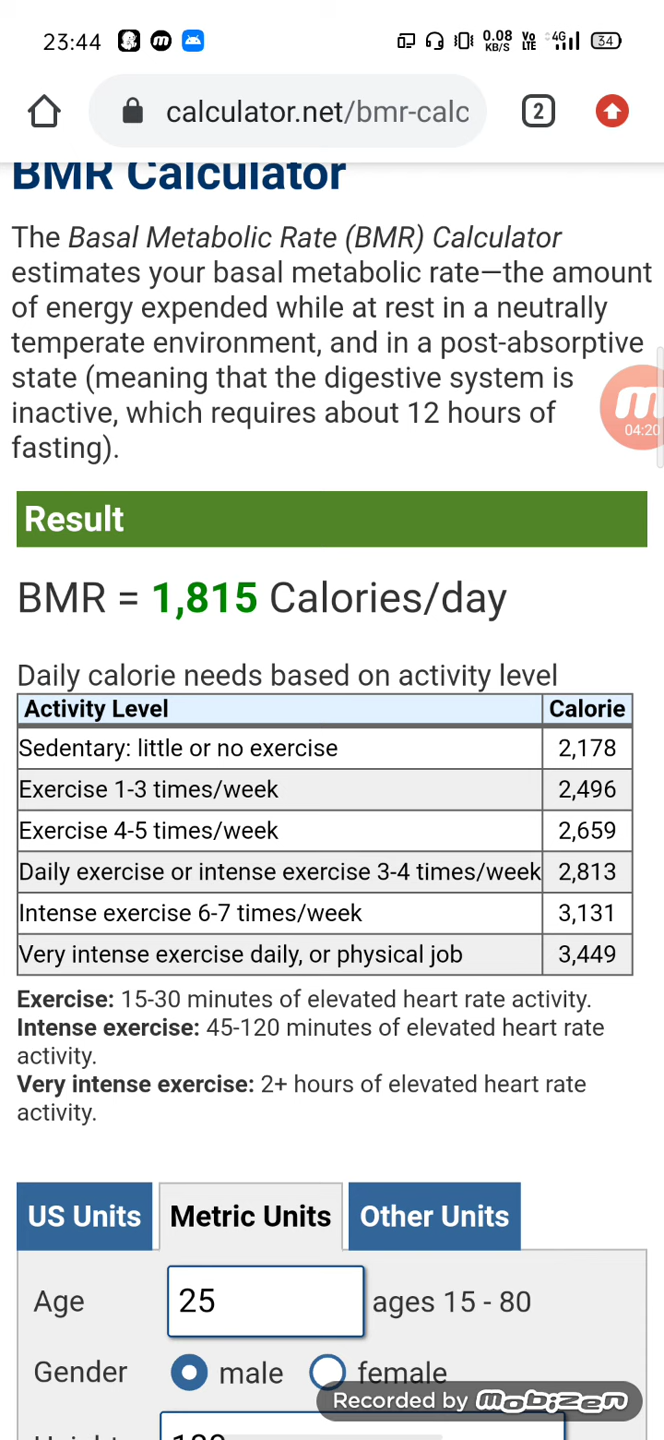 23:44
0.08 KB/S
Vo LTE
4G
34
calculator.net/bmr-calc
2
BMR Calculator
The Basal Metabolic Rate (BMR) Calculator
estimates your basal metabolic rate—the amount
of energy expended while at rest in a neutrally
temperate environment, and in a post-absorptive
state (meaning that the digestive system is
inactive, which requires about 12 hours of
fasting).
m
04:20
Result
BMR = 1,815 Calories/day
Daily calorie needs based on activity level
Activity Level Calorie
Sedentary: little or no exercise 2,178
Exercise 1-3 times/week 2,496
Exercise 4-5 times/week 2,659
Daily exercise or intense exercise 3-4 times/week 2,813
Intense exercise 6-7 times/week 3,131
Very intense exercise daily, or physical job 3,449
Exercise: 15-30 minutes of elevated heart rate activity.
Intense exercise: 45-120 minutes of elevated heart rate
activity.
Very intense exercise: 2+ hours of elevated heart rate
activity.
US Units Metric Units Other Units
Age 25 ages 15 - 80
Gender male female
Recorded by mobizen